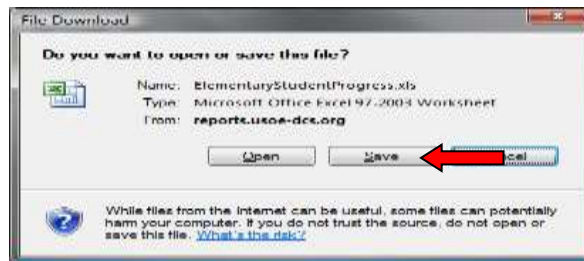 File Download
Do you want to open or save this file?
Name: ElementaryStudentProgress.xls
Type: Microsoft Office Excel 97-2003 Worksheet
From: reports.usoe-dcs.org
Open Save cel
While files from the Internet can be useful, some files can potentially
harm your computer. If you do not trust the source, do not open or
save this file. What's the risk?